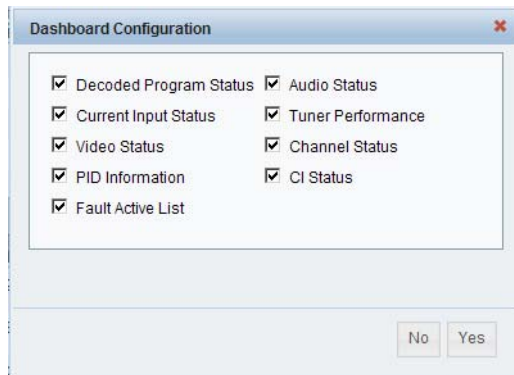 Dashboard Configuration
Decoded Program Status Audio Status
Current Input Status Tuner Performance
Video Status Channel Status
PID Information CI Status
Fault Active List
No Yes